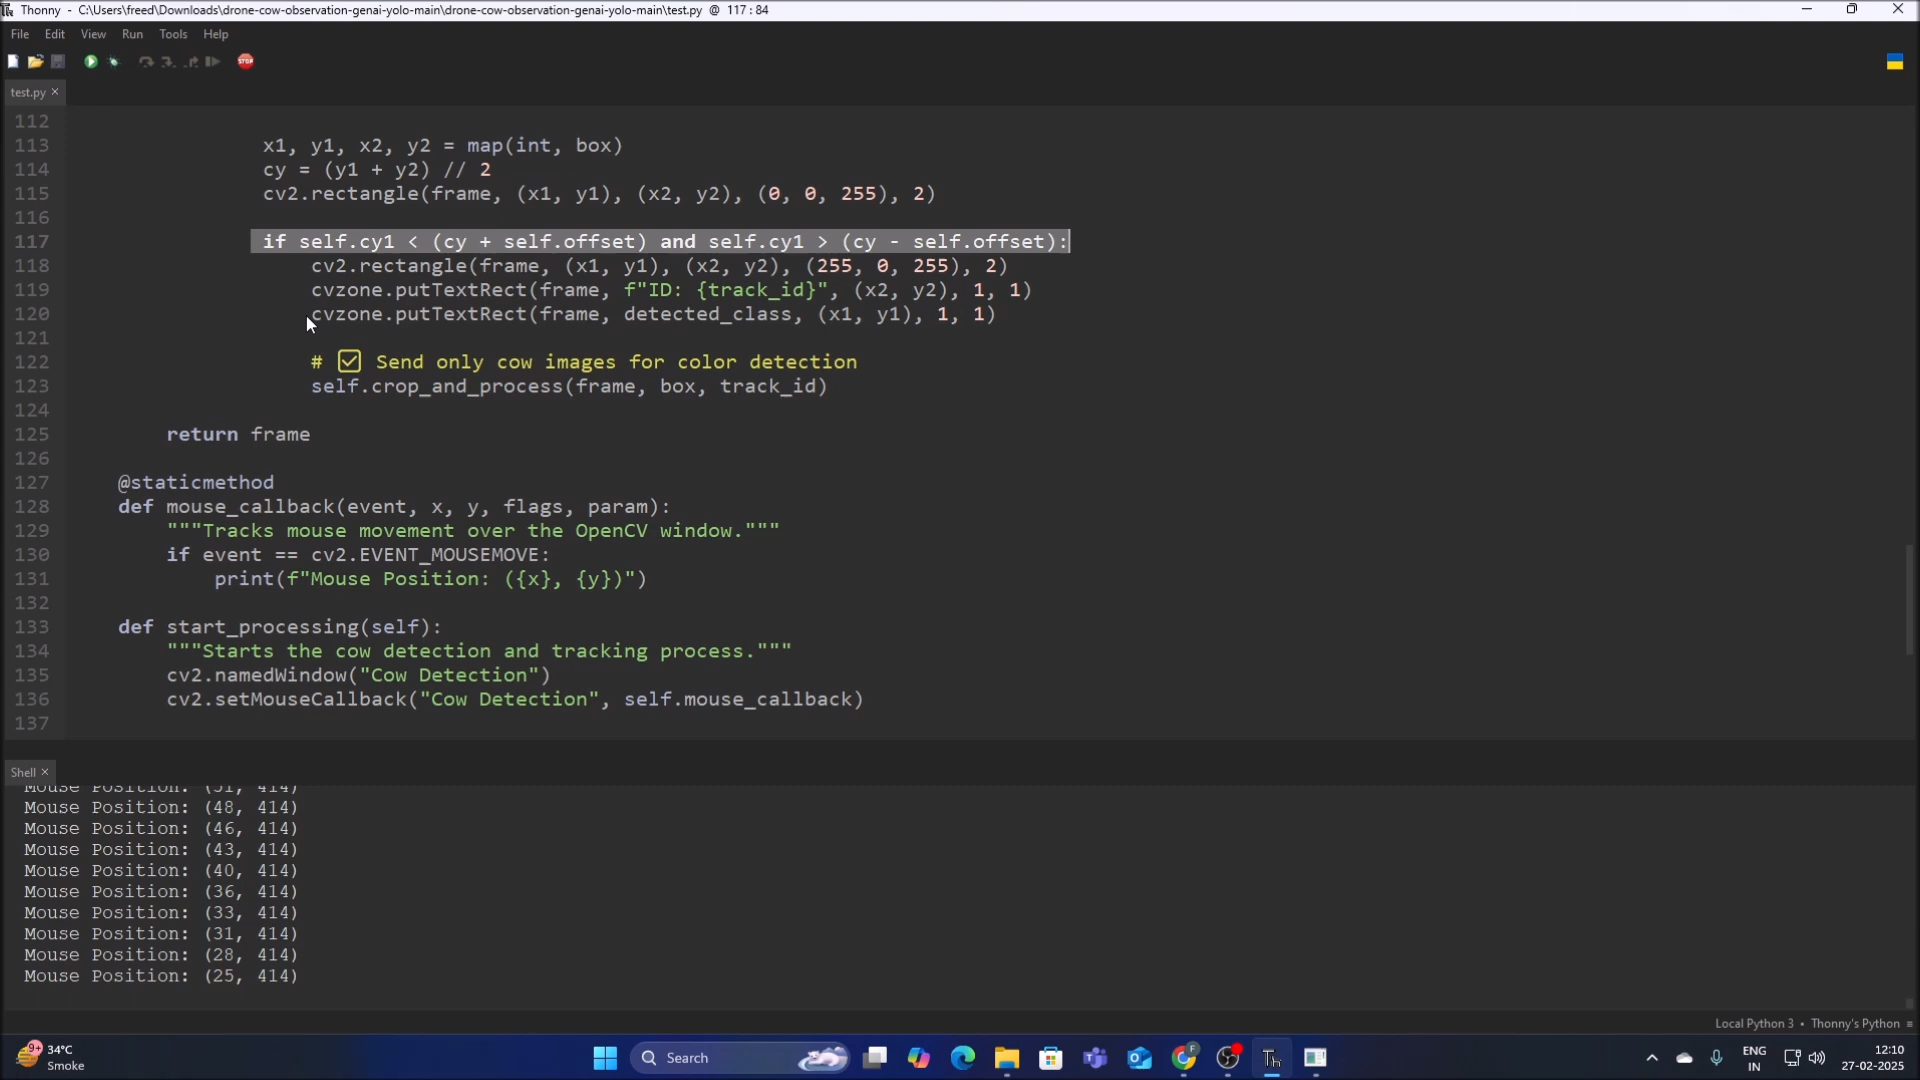 Thonny - C:\Users\freed\Downloads\drone-cow-observation-genai-yolo-main\drone-cow-observation-genai-yolo-main\test.py @ 117 : 84
File Edit View Run Tools Help
STOP
test.py ×
112
113 x1, y1, x2, y2 = map(int, box)
114 cy = (y1 + y2) // 2
115 cv2.rectangle(frame, (x1, y1), (x2, y2), (0, 0, 255), 2)
116
117 if self.cy1 < (cy + self.offset) and self.cy1 > (cy - self.offset):
118 cv2.rectangle(frame, (x1, y1), (x2, y2), (255, 0, 255), 2)
119 cvzone.putTextRect(frame, f"ID: {track_id}", (x2, y2), 1, 1)
120 cvzone.putTextRect(frame, detected_class, (x1, y1), 1, 1)
121
122 # ✅ Send only cow images for color detection
123 self.crop_and_process(frame, box, track_id)
124
125 return frame
126
127 @staticmethod
128 def mouse_callback(event, x, y, flags, param):
129 """Tracks mouse movement over the OpenCV window."""
130 if event == cv2.EVENT_MOUSEMOVE:
131 print(f"Mouse Position: ({x}, {y})")
132
133 def start_processing(self):
134 """Starts the cow detection and tracking process."""
135 cv2.namedWindow("Cow Detection")
136 cv2.setMouseCallback("Cow Detection", self.mouse_callback)
137
Shell ×
Mouse Position: (51, 414)
Mouse Position: (48, 414)
Mouse Position: (46, 414)
Mouse Position: (43, 414)
Mouse Position: (40, 414)
Mouse Position: (36, 414)
Mouse Position: (33, 414)
Mouse Position: (31, 414)
Mouse Position: (28, 414)
Mouse Position: (25, 414)
Local Python 3 • Thonny's Python ≡
9+ 34°C
Smoke
Search
ENG
IN
12:10
27-02-2025